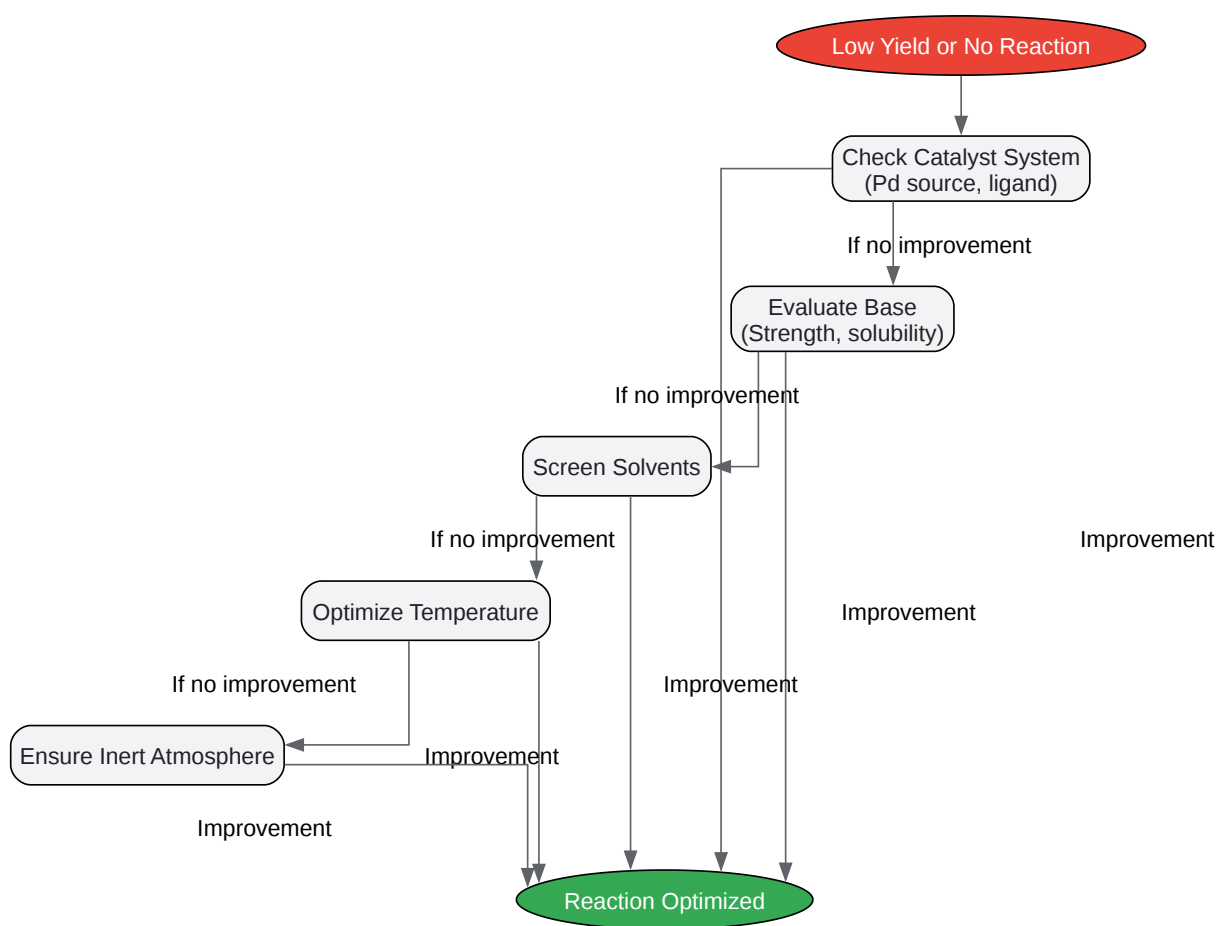 Low Yield or No Reaction
Check Catalyst System
(Pd source, ligand)
If no improvement
Evaluate Base
(Strength, solubility)
If no improvement
Screen Solvents
If no improvement
Improvement
Optimize Temperature
Improvement
If no improvement
Improvement
Ensure Inert Atmosphere
Improvement
Improvement
Reaction Optimized